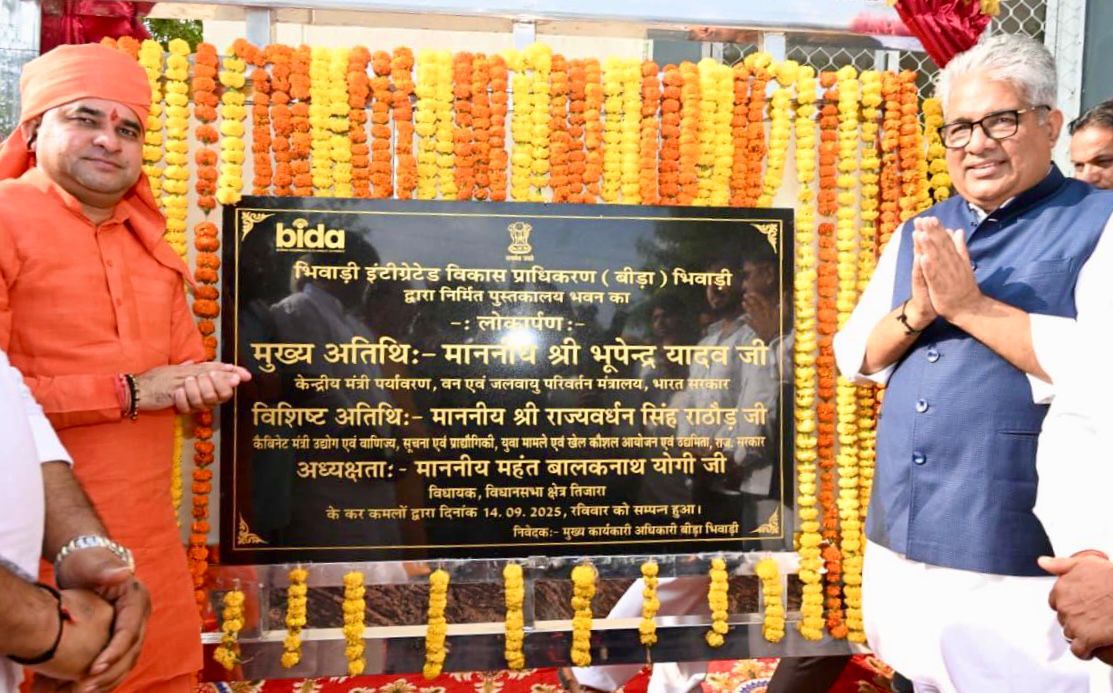 bida
भिवाड़ी इंटीग्रेटेड विकास प्राधिकरण ( बीड़ा ) भिवाड़ी
द्वारा निर्मित पुस्तकालय भवन का
-: लोकार्पण :-
मुख्य अतिथि:- माननीय श्री भूपेन्द्र यादव जी
केन्द्रीय मंत्री पर्यावरण, वन एवं जलवायु परिवर्तन मंत्रालय, भारत सरकार
विशिष्ट अतिथि:- माननीय श्री राज्यवर्धन सिंह राठौड़ जी
कैबिनेट मंत्री उद्योग एवं वाणिज्य, सूचना एवं प्राद्यौगिकी, युवा मामले एवं खेल कौशल आयोजन एवं उद्यमिता, राज. सरकार
अध्यक्षता:- माननीय महंत बालकनाथ योगी जी
विधायक, विधानसभा क्षेत्र तिजारा
के कर कमलों द्वारा दिनांक 14. 09. 2025, रविवार को सम्पन्न हुआ।
निवेदक:- मुख्य कार्यकारी अधिकारी बीड़ा भिवाड़ी